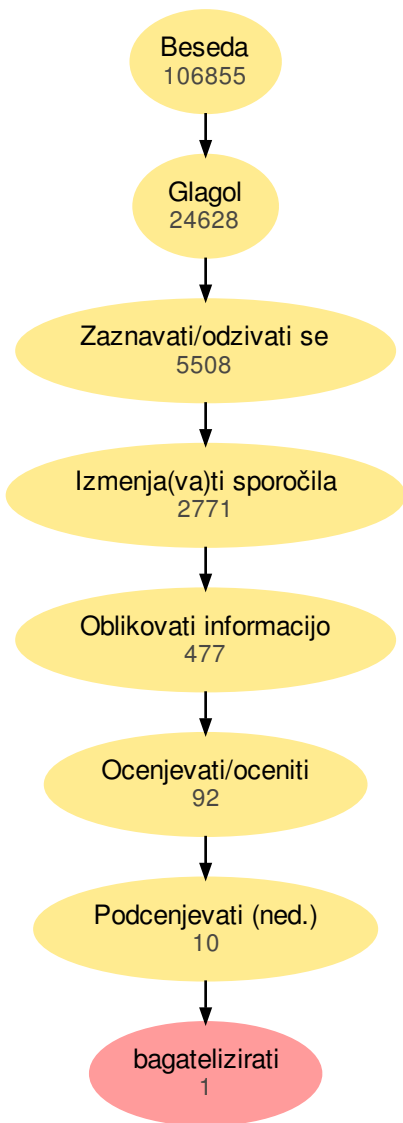 Beseda
106855
Glagol
24628
Zaznavati/odzivati se
5508
Izmenja(va)ti sporočila
2771
Oblikovati informacijo
477
Ocenjevati/oceniti
92
Podcenjevati (ned.)
10
bagatelizirati
1